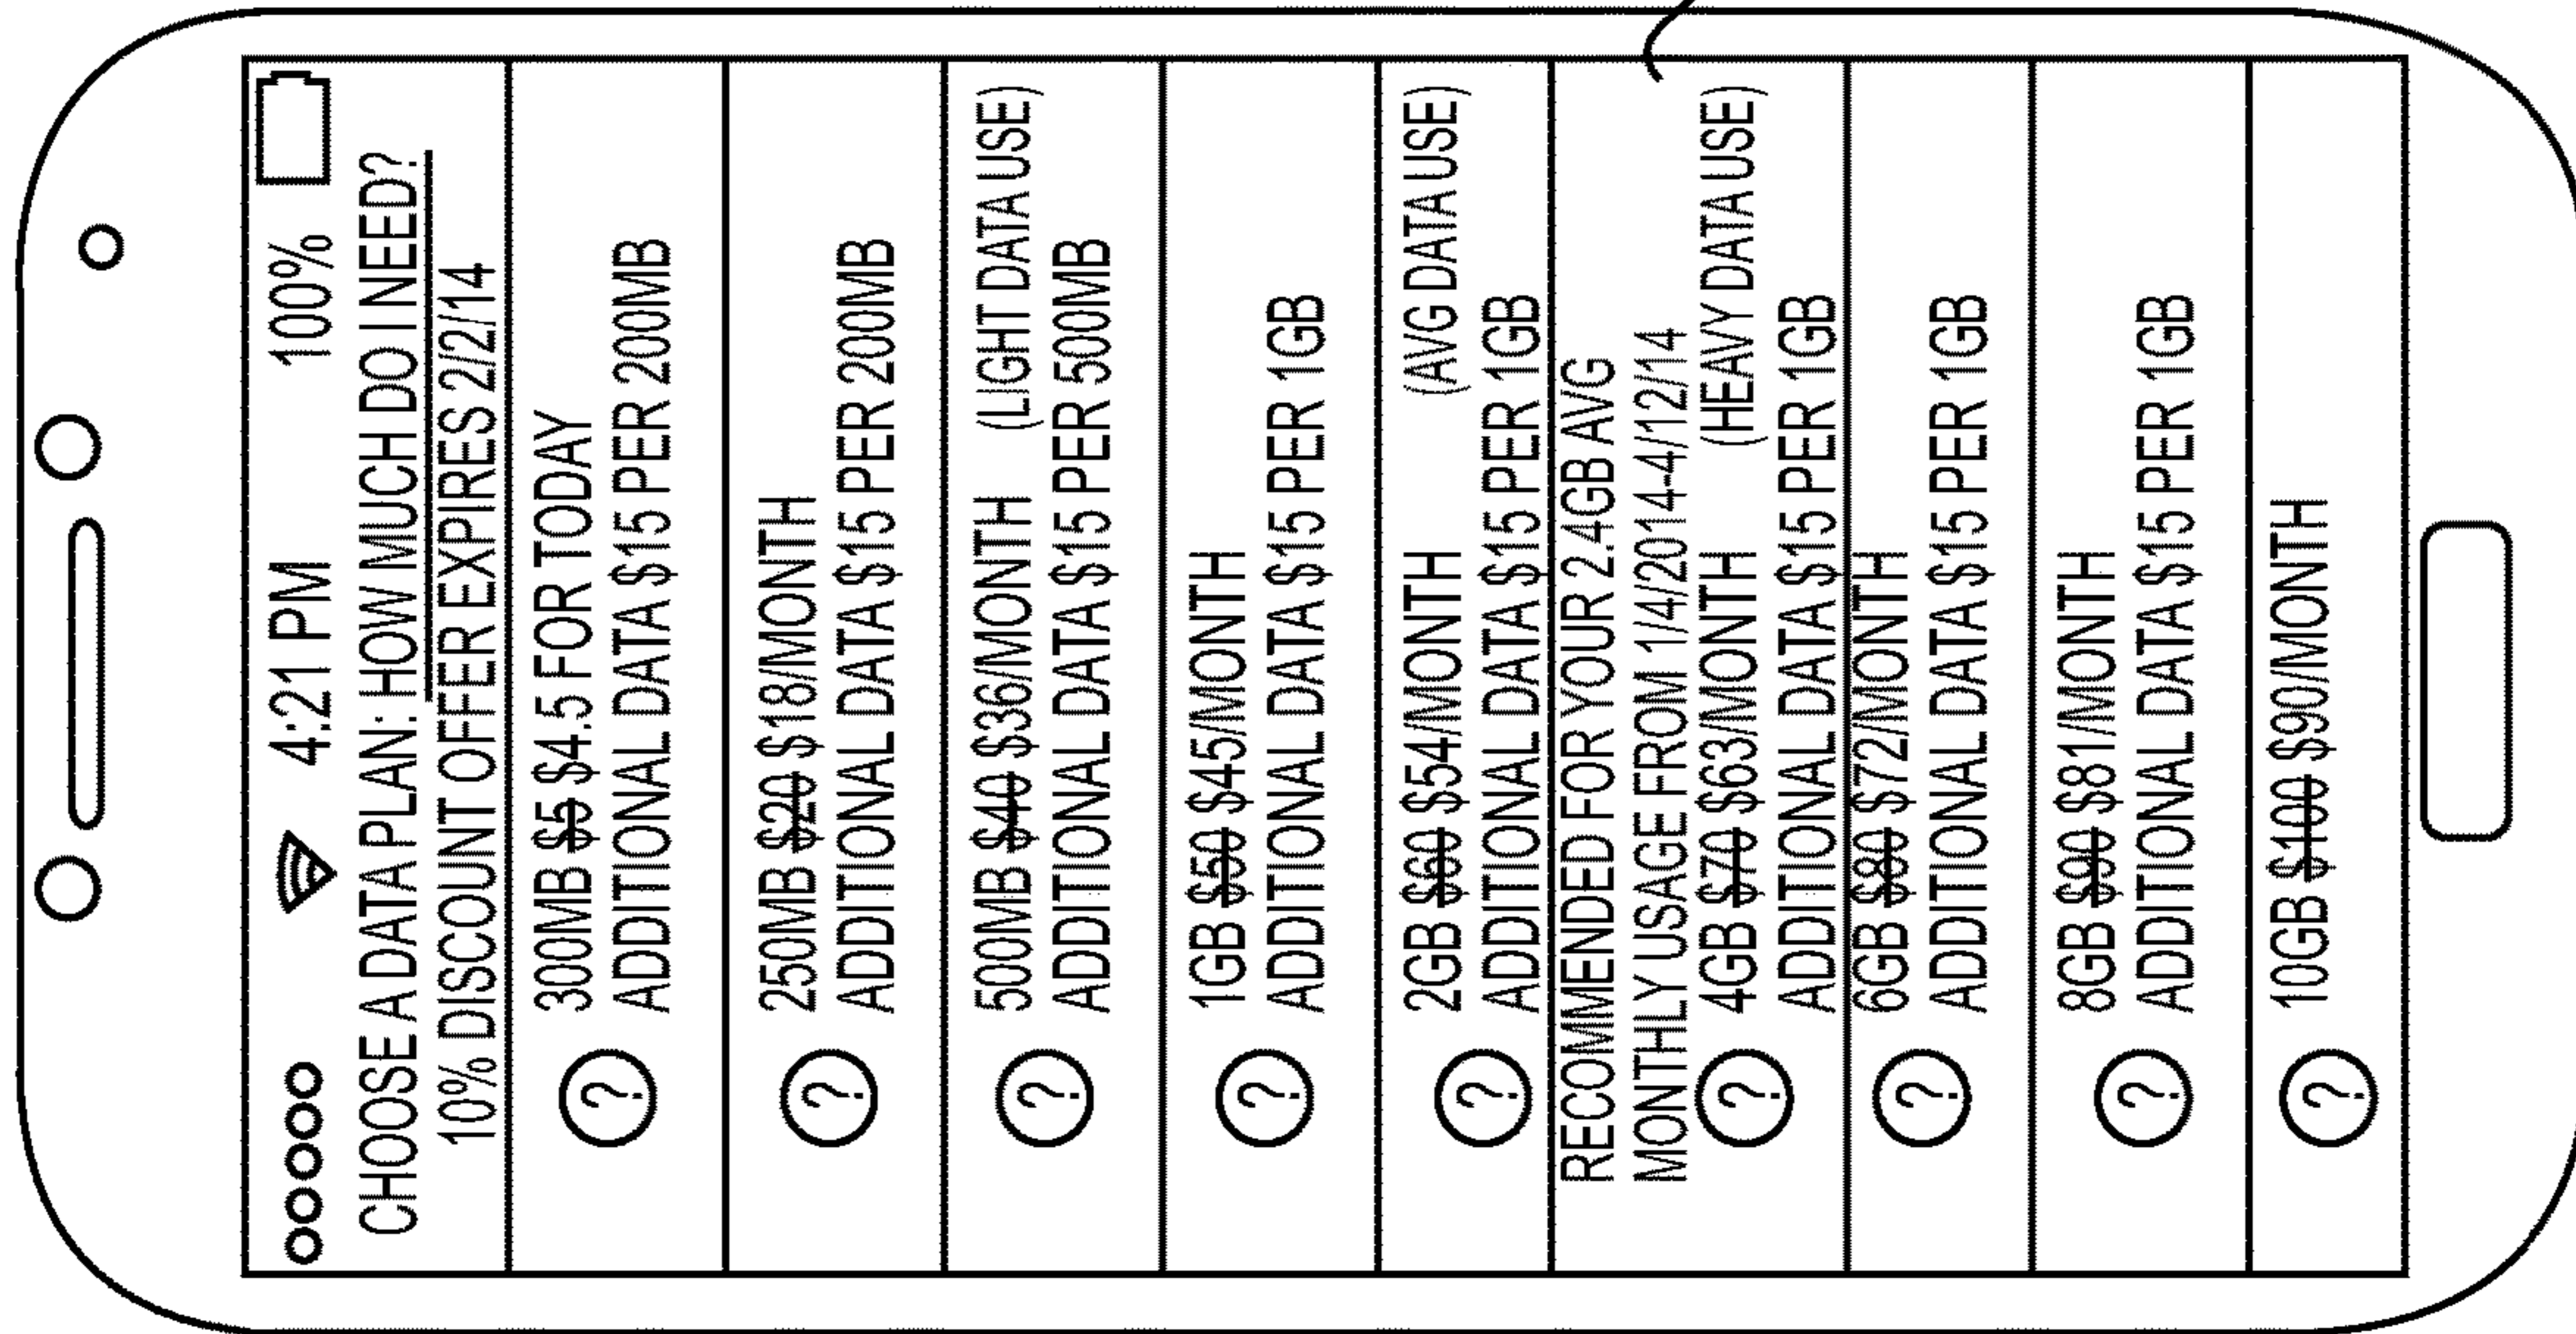 4:21 PM 100%
CHOOSE A DATA PLAN: HOW MUCH DO I NEED?
10% DISCOUNT OFFER EXPIRES 2/2/14
? 300MB $5 $4.5 FOR TODAY
ADDITIONAL DATA $15 PER 200MB
? 250MB $20 $18/MONTH
ADDITIONAL DATA $15 PER 200MB
? 500MB $40 $36/MONTH (LIGHT DATA USE)
ADDITIONAL DATA $15 PER 500MB
? 1GB $50 $45/MONTH
ADDITIONAL DATA $15 PER 1GB
? 2GB $60 $54/MONTH (AVG DATA USE)
ADDITIONAL DATA $15 PER 1GB
RECOMMENDED FOR YOUR 2.4GB AVG
MONTHLY USAGE FROM 1/4/2014-4/12/14
? 4GB $70 $63/MONTH (HEAVY DATA USE)
ADDITIONAL DATA $15 PER 1GB
? 6GB $80 $72/MONTH
ADDITIONAL DATA $15 PER 1GB
? 8GB $90 $81/MONTH
ADDITIONAL DATA $15 PER 1GB
? 10GB $100 $90/MONTH